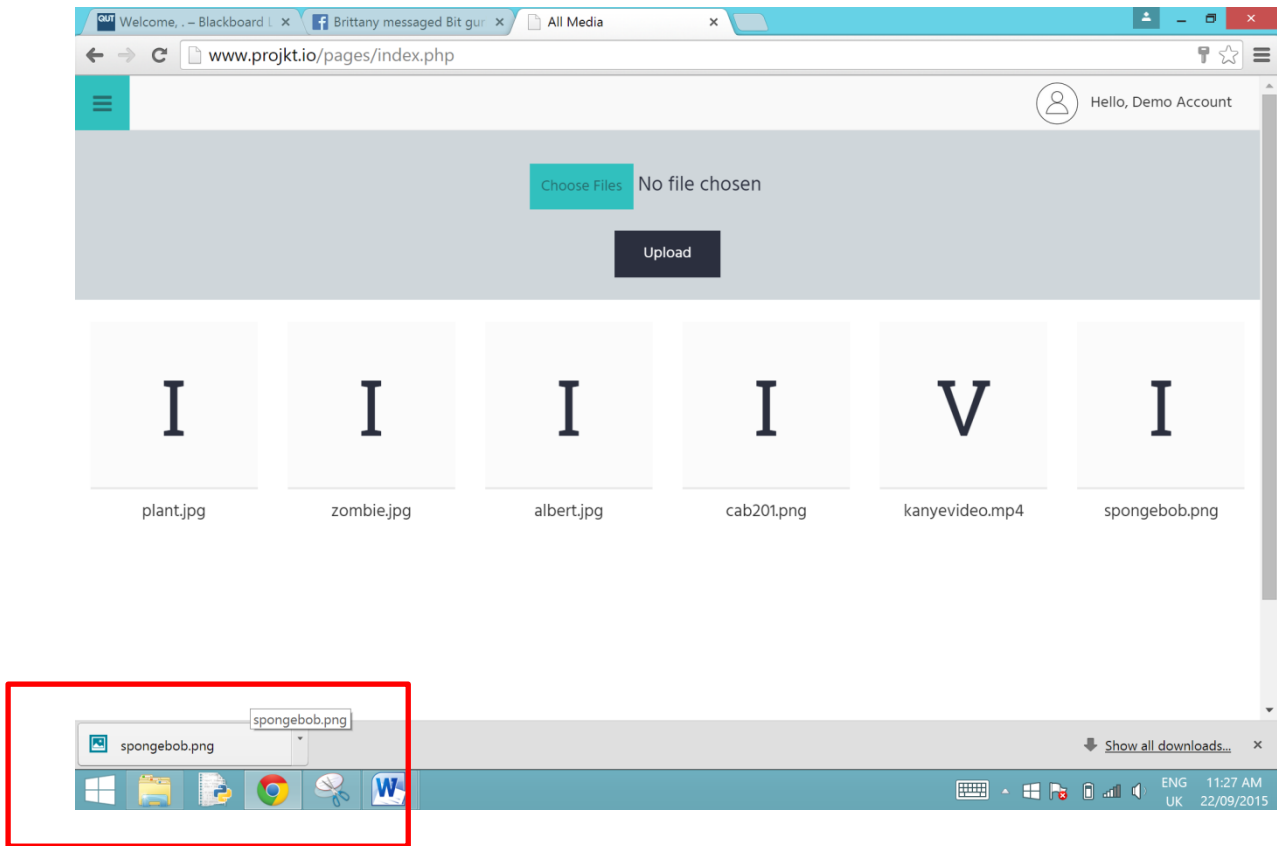 QUT Welcome, . – Blackboard L
Brittany messaged Bit gur
All Media
www.projkt.io/pages/index.php
Hello, Demo Account
Choose Files No file chosen
Upload
I I I I V I
plant.jpg zombie.jpg albert.jpg cab201.png kanyevideo.mp4 spongebob.png
spongebob.png
spongebob.png
Show all downloads...
W
ENG 11:27 AM
UK 22/09/2015